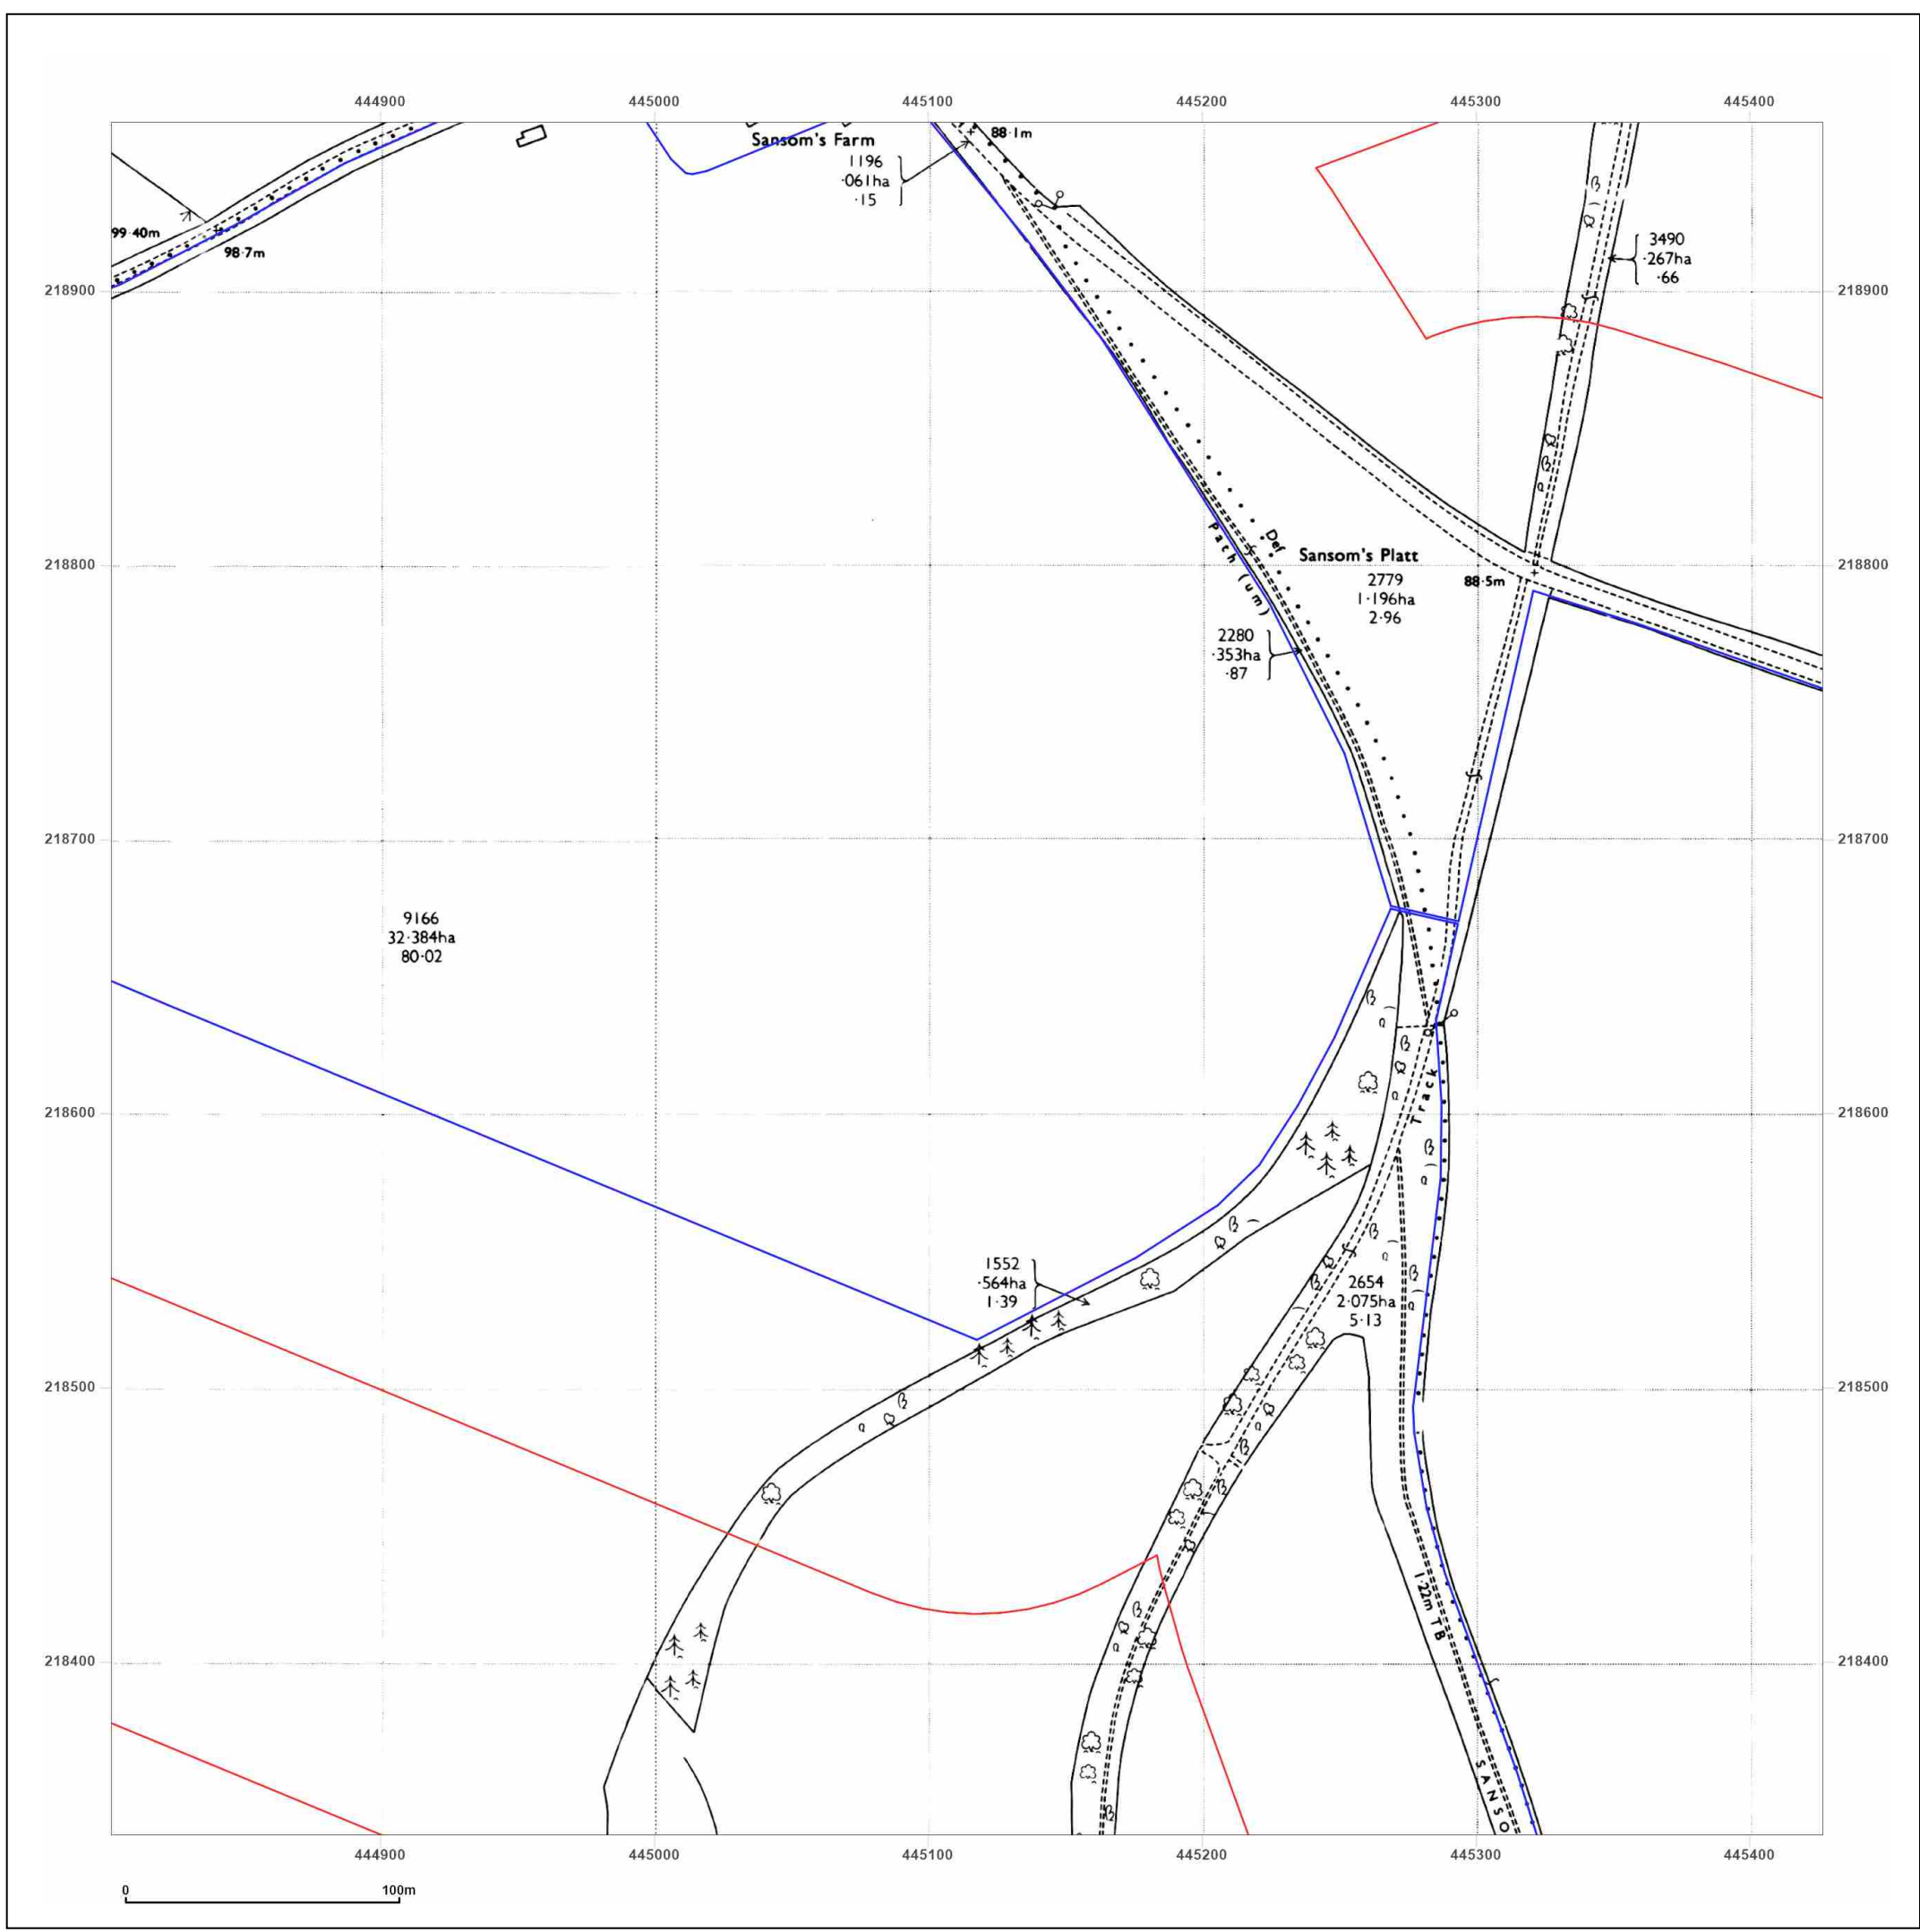 444900 445000 445100 445200 445300 445400
Sansom's Farm
1196
·061ha
·15
88·1m
99·40m
98·7m
3490
·267ha
·66
218900 218900
Path (um)
Def
Sansom's Platt
2779
1·196ha
2·96
88·5m
218800 218800
2280
·353ha
·87
218700 218700
9166
32·384ha
80·02
Track
218600 218600
1552
·564ha
1·39
2654
2·075ha
5·13
218500 218500
1·22m TB
218400 218400
SANSO
444900 445000 445100 445200 445300 445400
0 100m